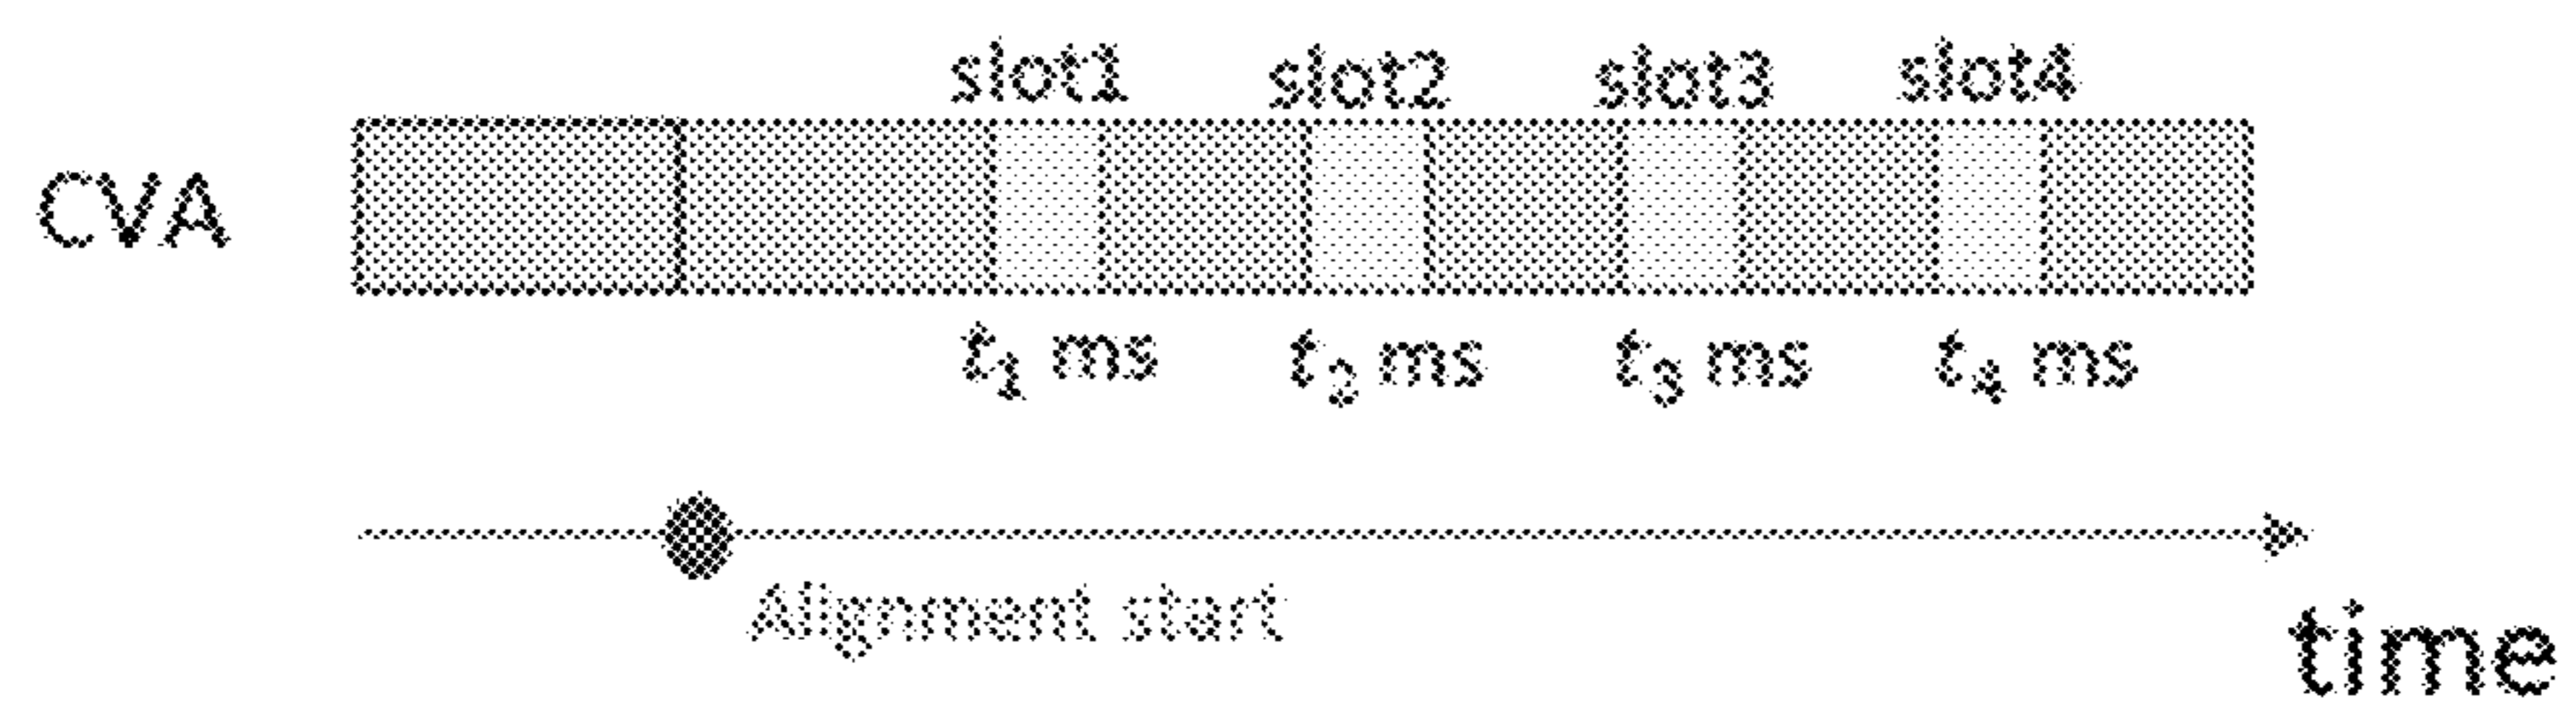 slot1 slot2 slot3 slot4
CVA
t₁ ms t₂ ms t₃ ms t₄ ms
Alignment start
time